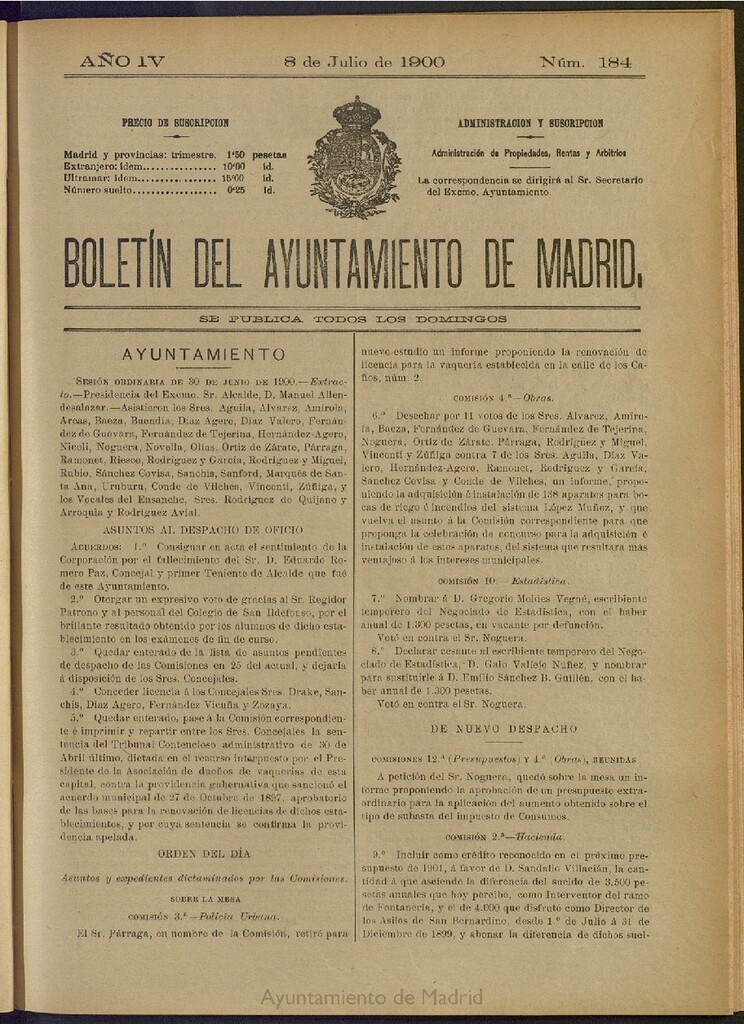 AÑO IV 8 de Julio de 1900 Núm. 184
PRECIO DE SUSCRIPCION
Madrid y provincias: trimestre. 1'50 pesetas
Extranjero: ídem............... 10'00 id.
Ultramar: ídem................. 15'00 id.
Número suelto................ 0'25 id.
ADMINISTRACION Y SUSCRIPCION
Administración de Propiedades, Rentas y Arbitrios
La correspondencia se dirigirá al Sr. Secretario
del Excmo. Ayuntamiento.
BOLETÍN DEL AYUNTAMIENTO DE MADRID.
SE PUBLICA TODOS LOS DOMINGOS
AYUNTAMIENTO
SESIÓN ORDINARIA DE 30 DE JUNIO DE 1900.—Extrac-
to.—Presidencia del Excmo. Sr. Alcalde, D. Manuel Allen-
desalazar.—Asistieron los Sres. Aguila, Alvarez, Amirola,
Arcas, Baeza, Buendía, Díaz Agero, Díaz Valero, Fernán-
dez de Guevara, Fernández de Tejerina, Hernández-Agero,
Nicoli, Noguera, Novella, Olías, Ortiz de Zárate, Párraga,
Ramonet, Riesco, Rodríguez y García, Rodríguez y Miguel,
Rubio, Sánchez Covisa, Sanchis, Sanford, Marqués de San-
ta Ana, Uruburu, Conde de Vilches, Vincenti, Zúñiga, y
los Vocales del Ensanche, Sres. Rodríguez de Quijano y
Arroquia y Rodríguez Avial.
ASUNTOS AL DESPACHO DE OFICIO
ACUERDOS: 1.º Consignar en acta el sentimiento de la
Corporación por el fallecimiento del Sr. D. Eduardo Ro-
mero Paz, Concejal y primer Teniente de Alcalde que fué
de este Ayuntamiento.
2.º Otorgar un expresivo voto de gracias al Sr. Regidor
Patrono y al personal del Colegio de San Ildefonso, por el
brillante resultado obtenido por los alumnos de dicho esta-
blecimiento en los exámenes de fin de curso.
3.º Quedar enterado de la lista de asuntos pendientes
de despacho de las Comisiones en 25 del actual, y dejarla
á disposición de los Sres. Concejales.
4.º Conceder licencia á los Concejales Sres. Drake, San-
chis, Díaz Agero, Fernández Vicuña y Zozaya.
5.º Quedar enterado, pase á la Comisión correspondien-
te é imprimir y repartir entre los Sres. Concejales la sen-
tencia del Tribunal Contencioso administrativo de 30 de
Abril último, dictada en el recurso interpuesto por el Pre-
sidente de la Asociación de dueños de vaquerías de esta
capital, contra la providencia gubernativa que sancionó el
acuerdo municipal de 27 de Octubre de 1897, aprobatorio
de las bases para la renovación de licencias de dichos esta-
blecimientos, y por cuya sentencia se confirma la provi-
dencia apelada.
ORDEN DEL DÍA
Asuntos y expedientes dictaminados por las Comisiones.
SOBRE LA MESA
COMISIÓN 3.ª—Policía Urbana.
El Sr. Párraga, en nombre de la Comisión, retiró para
nuevo estudio un informe proponiendo la renovación de
licencia para la vaquería establecida en la calle de los Ca-
ños, núm. 2.
COMISIÓN 4.ª—Obras.
6.º Desechar por 11 votos de los Sres. Alvarez, Amiro-
la, Baeza, Fernández de Guevara, Fernández de Tejerina,
Noguera, Ortiz de Zárate, Párraga, Rodríguez y Miguel,
Vincenti y Zúñiga contra 7 de los Sres. Aguila, Díaz Va-
lero, Hernández-Agero, Ramonet, Rodríguez y García,
Sánchez Covisa y Conde de Vilches, un informe, propo-
niendo la adquisición é instalación de 138 aparatos para bo-
cas de riego é incendios del sistema López Muñoz, y que
vuelva el asunto á la Comisión correspondiente para que
proponga la celebración de concurso para la adquisición é
instalación de estos aparatos, del sistema que resultara más
ventajoso á los intereses municipales.
COMISIÓN 10.—Estadística.
7.º Nombrar á D. Gregorio Moldes Vegué, escribiente
temporero del Negociado de Estadística, con el haber
anual de 1.300 pesetas, en vacante por defunción.
Votó en contra el Sr. Noguera.
8.º Declarar cesante al escribiente temporero del Nego-
ciado de Estadística, D. Galo Vallejo Núñez, y nombrar
para sustituirle á D. Emilio Sánchez B. Guillén, con el ha-
ber anual de 1.300 pesetas.
Votó en contra el Sr. Noguera.
DE NUEVO DESPACHO
COMISIONES 12.ª (Presupuestos) Y 4.ª (Obras), REUNIDAS
A petición del Sr. Noguera, quedó sobre la mesa un in-
forme proponiendo la aprobación de un presupuesto extra-
ordinario para la aplicación del aumento obtenido sobre el
tipo de subasta del impuesto de Consumos.
COMISIÓN 2.ª—Hacienda.
9.º Incluir como crédito reconocido en el próximo pre-
supuesto de 1901, á favor de D. Sandalio Villacián, la can-
tidad á que asciende la diferencia del sueldo de 3.500 pe-
setas anuales que hoy percibe, como Interventor del ramo
de Fontanería, y el de 4.000 que disfrutó como Director de
los Asilos de San Bernardino, desde 1.º de Julio á 31 de
Diciembre de 1899, y abonar la diferencia de dichos suel-
Ayuntamiento de Madrid